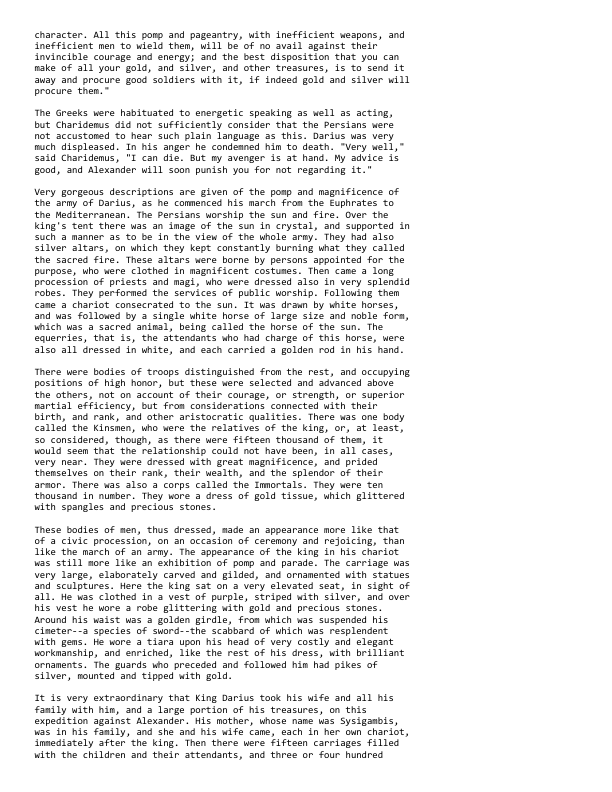 character. All this pomp and pageantry, with inefficient weapons, and
inefficient men to wield them, will be of no avail against their
invincible courage and energy; and the best disposition that you can
make of all your gold, and silver, and other treasures, is to send it
away and procure good soldiers with it, if indeed gold and silver will
procure them."
The Greeks were habituated to energetic speaking as well as acting,
but Charidemus did not sufficiently consider that the Persians were
not accustomed to hear such plain language as this. Darius was very
much displeased. In his anger he condemned him to death. "Very well,"
said Charidemus, "I can die. But my avenger is at hand. My advice is
good, and Alexander will soon punish you for not regarding it."
Very gorgeous descriptions are given of the pomp and magnificence of
the army of Darius, as he commenced his march from the Euphrates to
the Mediterranean. The Persians worship the sun and fire. Over the
king's tent there was an image of the sun in crystal, and supported in
such a manner as to be in the view of the whole army. They had also
silver altars, on which they kept constantly burning what they called
the sacred fire. These altars were borne by persons appointed for the
purpose, who were clothed in magnificent costumes. Then came a long
procession of priests and magi, who were dressed also in very splendid
robes. They performed the services of public worship. Following them
came a chariot consecrated to the sun. It was drawn by white horses,
and was followed by a single white horse of large size and noble form,
which was a sacred animal, being called the horse of the sun. The
equerries, that is, the attendants who had charge of this horse, were
also all dressed in white, and each carried a golden rod in his hand.
There were bodies of troops distinguished from the rest, and occupying
positions of high honor, but these were selected and advanced above
the others, not on account of their courage, or strength, or superior
martial efficiency, but from considerations connected with their
birth, and rank, and other aristocratic qualities. There was one body
called the Kinsmen, who were the relatives of the king, or, at least,
so considered, though, as there were fifteen thousand of them, it
would seem that the relationship could not have been, in all cases,
very near. They were dressed with great magnificence, and prided
themselves on their rank, their wealth, and the splendor of their
armor. There was also a corps called the Immortals. They were ten
thousand in number. They wore a dress of gold tissue, which glittered
with spangles and precious stones.
These bodies of men, thus dressed, made an appearance more like that
of a civic procession, on an occasion of ceremony and rejoicing, than
like the march of an army. The appearance of the king in his chariot
was still more like an exhibition of pomp and parade. The carriage was
very large, elaborately carved and gilded, and ornamented with statues
and sculptures. Here the king sat on a very elevated seat, in sight of
all. He was clothed in a vest of purple, striped with silver, and over
his vest he wore a robe glittering with gold and precious stones.
Around his waist was a golden girdle, from which was suspended his
cimeter--a species of sword--the scabbard of which was resplendent
with gems. He wore a tiara upon his head of very costly and elegant
workmanship, and enriched, like the rest of his dress, with brilliant
ornaments. The guards who preceded and followed him had pikes of
silver, mounted and tipped with gold.
It is very extraordinary that King Darius took his wife and all his
family with him, and a large portion of his treasures, on this
expedition against Alexander. His mother, whose name was Sysigambis,
was in his family, and she and his wife came, each in her own chariot,
immediately after the king. Then there were fifteen carriages filled
with the children and their attendants, and three or four hundred